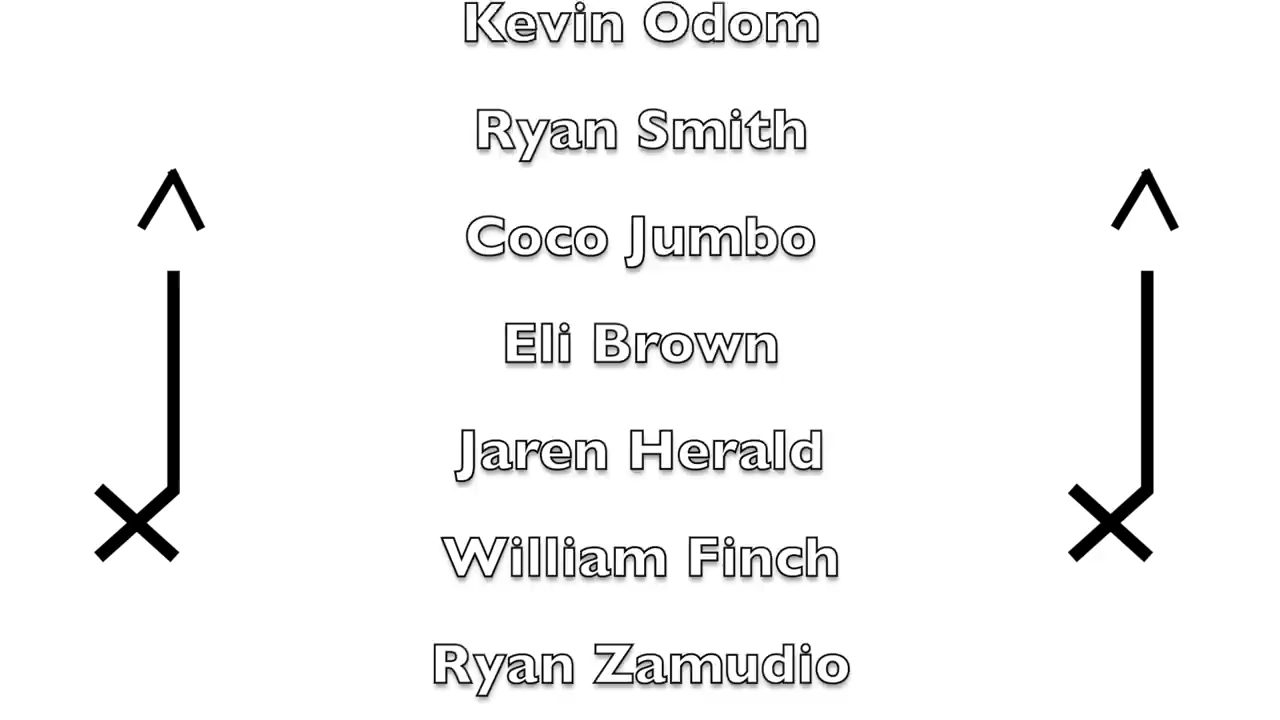 Kevin Odom
Ryan Smith
Coco Jumbo
Eli Brown
Jaren Herald
William Finch
Ryan Zamudio